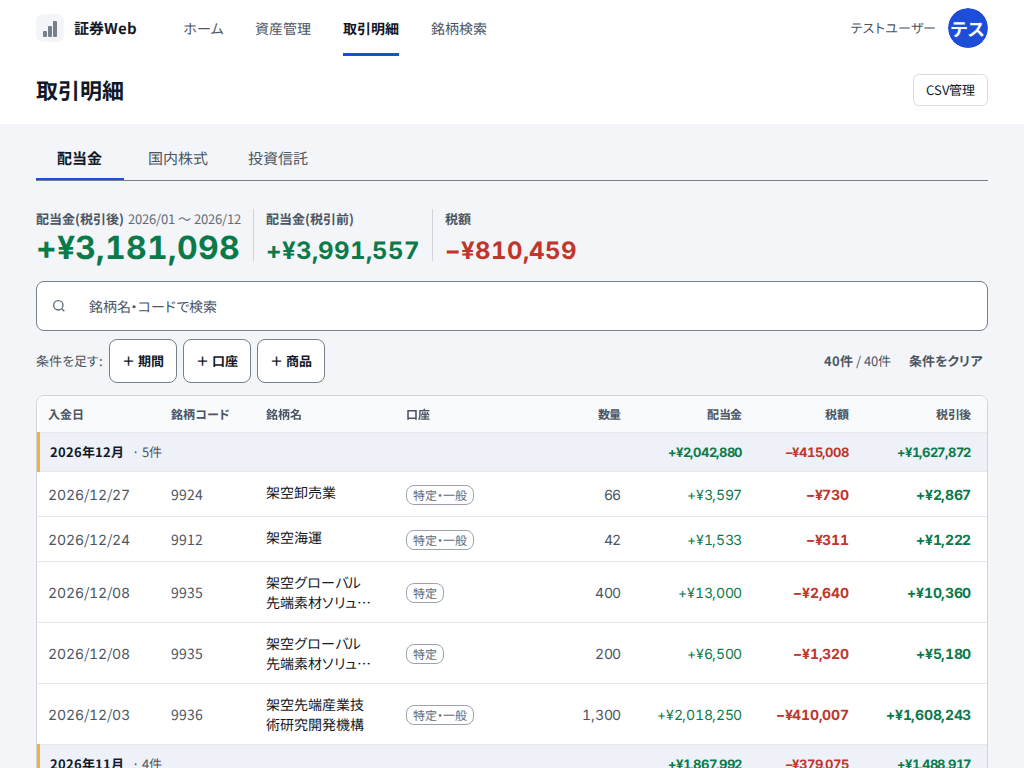 証券Web ホーム 資産管理 取引明細 銘柄検索 テストユーザー テス
取引明細 CSV管理
配当金 国内株式 投資信託
配当金(税引後) 2026/01 〜 2026/12 配当金(税引前) 税額
+¥3,181,098 +¥3,991,557 −¥810,459
銘柄名・コードで検索
条件を足す: + 期間 + 口座 + 商品 40件 / 40件 条件をクリア
入金日 銘柄コード 銘柄名 口座 数量 配当金 税額 税引後
2026年12月 · 5件 +¥2,042,880 −¥415,008 +¥1,627,872
2026/12/27 9924 架空卸売業 特定・一般 66 +¥3,597 −¥730 +¥2,867
2026/12/24 9912 架空海運 特定・一般 42 +¥1,533 −¥311 +¥1,222
2026/12/08 9935 架空グローバル 特定 400 +¥13,000 −¥2,640 +¥10,360
先端素材ソリュ…
2026/12/08 9935 架空グローバル 特定 200 +¥6,500 −¥1,320 +¥5,180
先端素材ソリュ…
2026/12/03 9936 架空先端産業技 特定・一般 1,300 +¥2,018,250 −¥410,007 +¥1,608,243
術研究開発機構
2026年11月 · 4件 +¥1,867,992 −¥379,075 +¥1,488,917